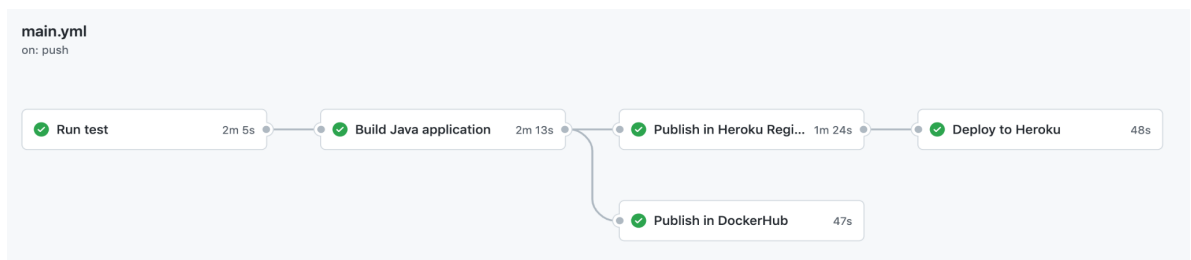 main.yml
on: push
Run test 2m 5s
Build Java application 2m 13s
Publish in Heroku Regi... 1m 24s
Deploy to Heroku 48s
Publish in DockerHub 47s